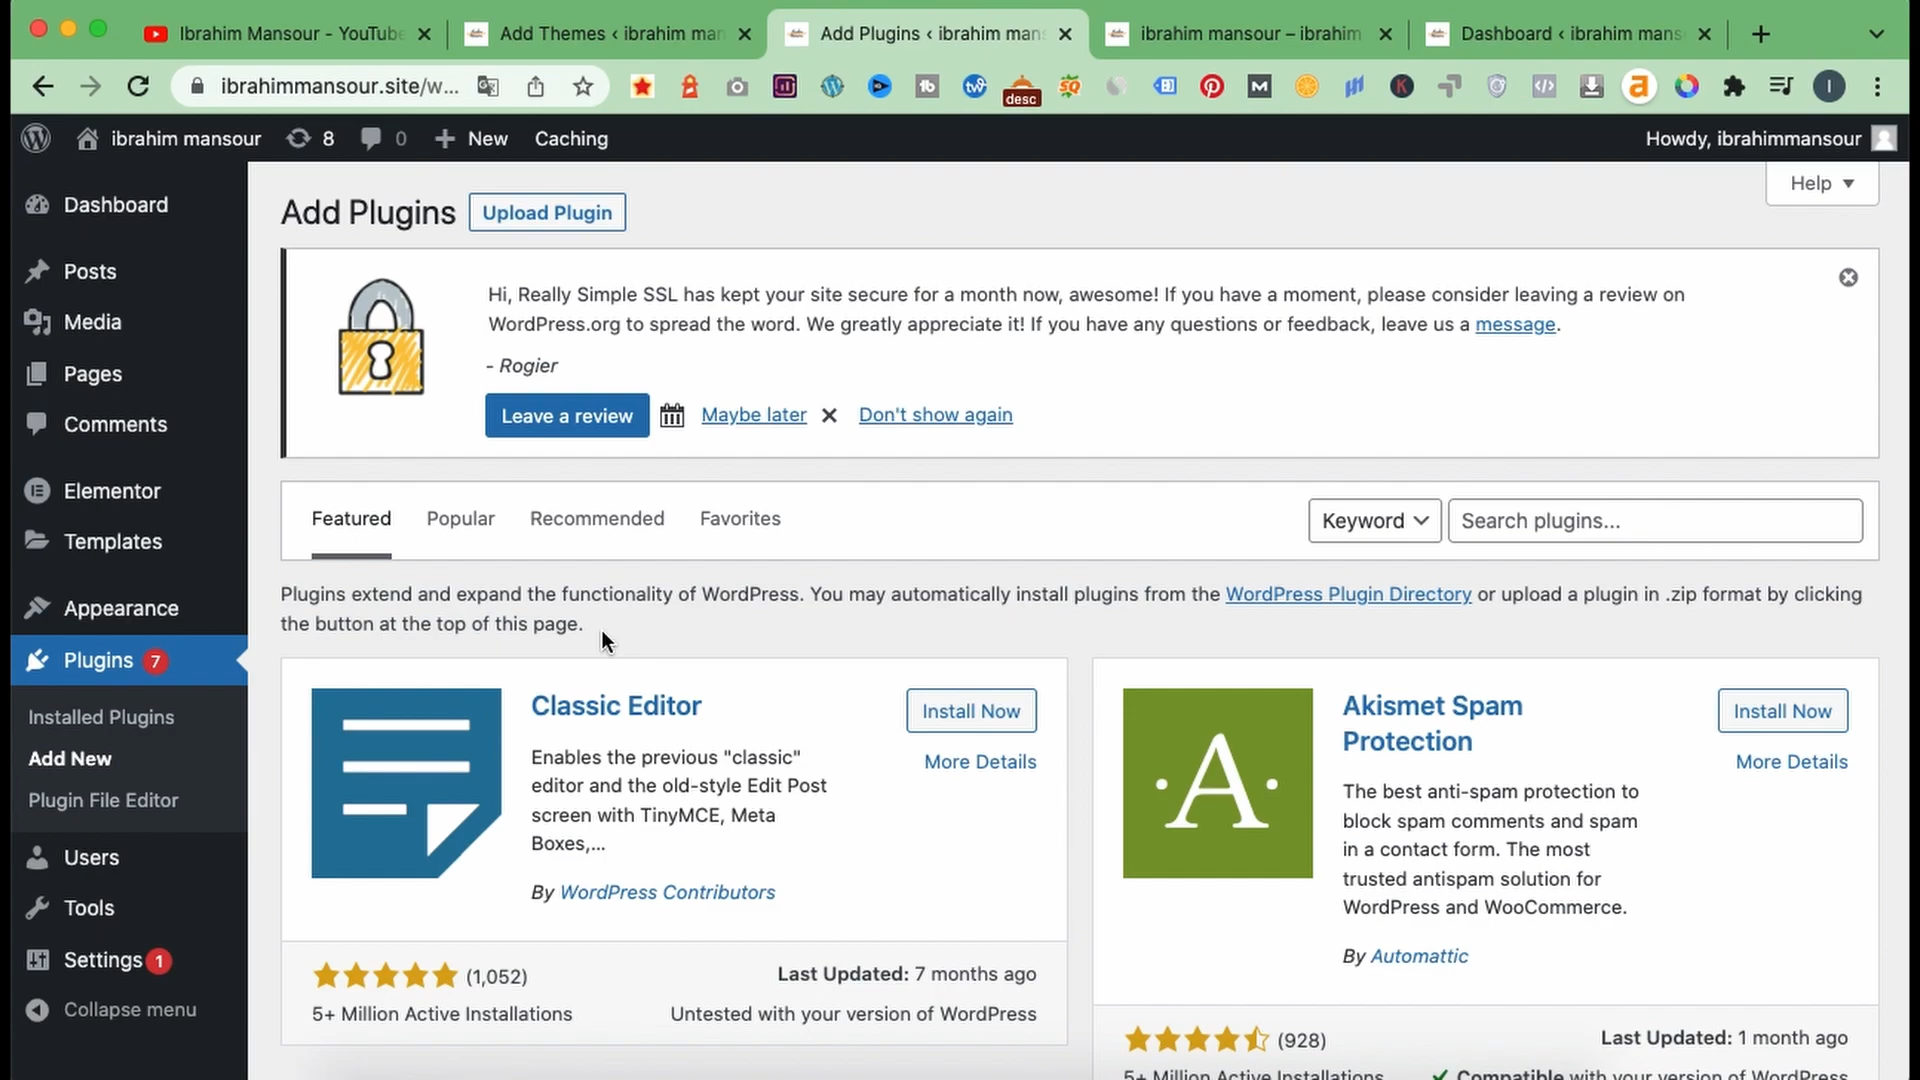 Ibrahim Mansour - YouTube
Add Themes ‹ ibrahim man
Add Plugins ‹ ibrahim mans
ibrahim mansour – ibrahim
Dashboard ‹ ibrahim mans
ibrahimmansour.site/w...
desc
ibrahim mansour
8
0
New
Caching
Howdy, ibrahimmansour
Help
Dashboard
Posts
Media
Pages
Comments
Elementor
Templates
Appearance
Plugins 7
Installed Plugins
Add New
Plugin File Editor
Users
Tools
Settings 1
Collapse menu
Add Plugins
Upload Plugin
Hi, Really Simple SSL has kept your site secure for a month now, awesome! If you have a moment, please consider leaving a review on
WordPress.org to spread the word. We greatly appreciate it! If you have any questions or feedback, leave us a message.
- Rogier
Leave a review
Maybe later
Don't show again
Featured
Popular
Recommended
Favorites
Keyword
Search plugins...
Plugins extend and expand the functionality of WordPress. You may automatically install plugins from the WordPress Plugin Directory or upload a plugin in .zip format by clicking
the button at the top of this page.
Classic Editor
Install Now
More Details
Enables the previous "classic"
editor and the old-style Edit Post
screen with TinyMCE, Meta
Boxes,...
By WordPress Contributors
(1,052)
Last Updated: 7 months ago
5+ Million Active Installations
Untested with your version of WordPress
A
Akismet Spam
Protection
Install Now
More Details
The best anti-spam protection to
block spam comments and spam
in a contact form. The most
trusted antispam solution for
WordPress and WooCommerce.
By Automattic
(928)
Last Updated: 1 month ago
5+ Million Active Installations
Compatible with your version of WordPress